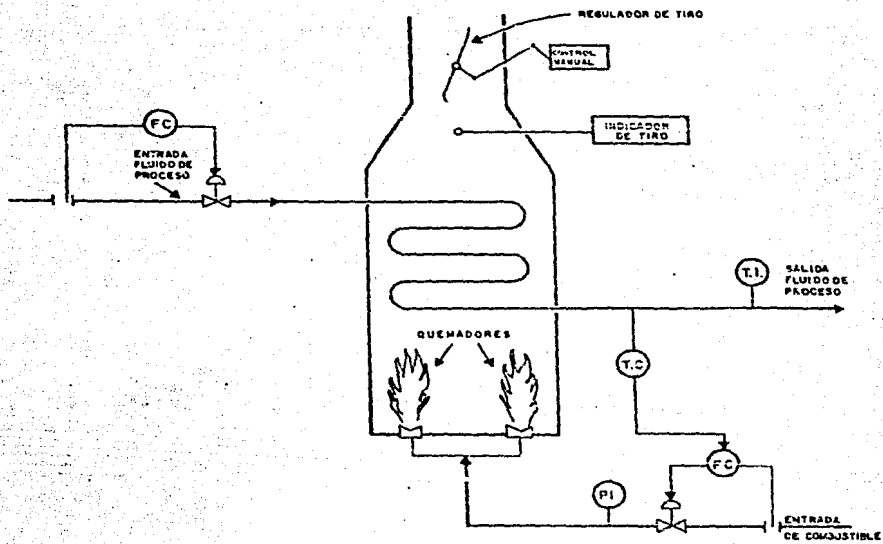 REGULADOR DE TIRO
CONTROL
MANUAL
FC
INDICADOR
DE TIRO
ENTRADA
FLUIDO DE
PROCESO
T.I.
SALIDA
FLUIDO DE
PROCESO
QUEMADORES
T.C
FC
PI
ENTRADA
DE COMBUSTIBLE